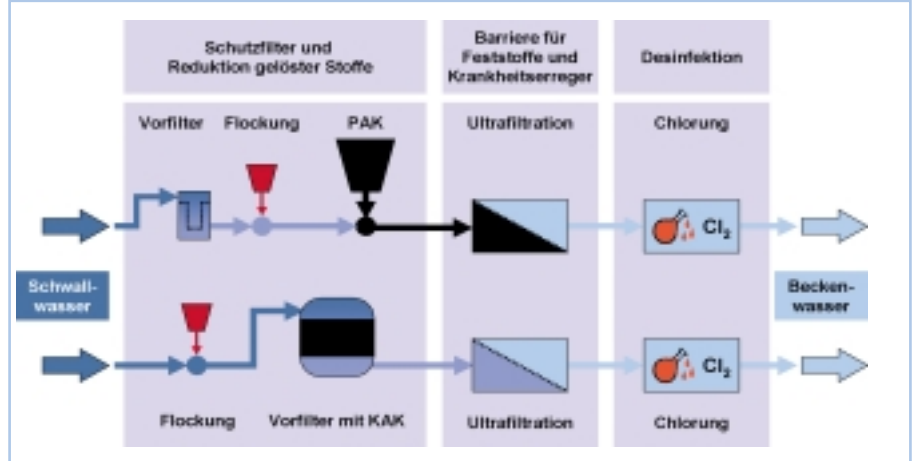 Schutzfilter und
Reduktion gelöster Stoffe
Barriere für
Feststoffe und
Krankheitserreger
Desinfektion
Vorfilter
Flockung
PAK
Ultrafiltration
Chlorung
Cl₂
Schwall-
wasser
Becken-
wasser
Cl₂
Flockung
Vorfilter mit KAK
Ultrafiltration
Chlorung